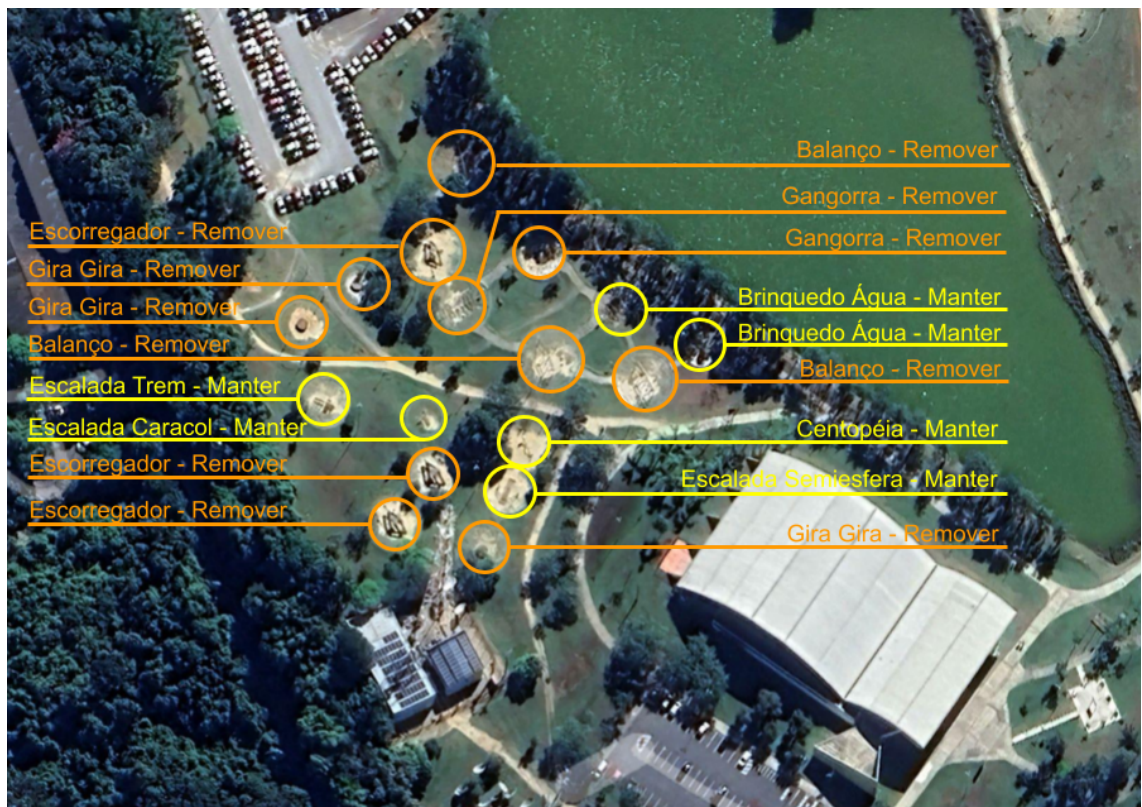 Balanço - Remover
Gangorra - Remover
Escorregador - Remover
Gangorra - Remover
Gira Gira - Remover
Brinquedo Água - Manter
Gira Gira - Remover
Brinquedo Água - Manter
Balanço - Remover
Balanço - Remover
Escalada Trem - Manter
Escalada Caracol - Manter
Centopéia - Manter
Escorregador - Remover
Escalada Semiesfera - Manter
Escorregador - Remover
Gira Gira - Remover